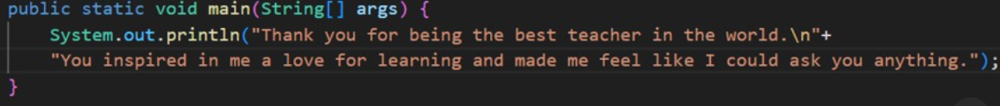 public static void main(String[] args) {
    System.out.println("Thank you for being the best teacher in the world.\n"+
    "You inspired in me a love for learning and made me feel like I could ask you anything.");
}